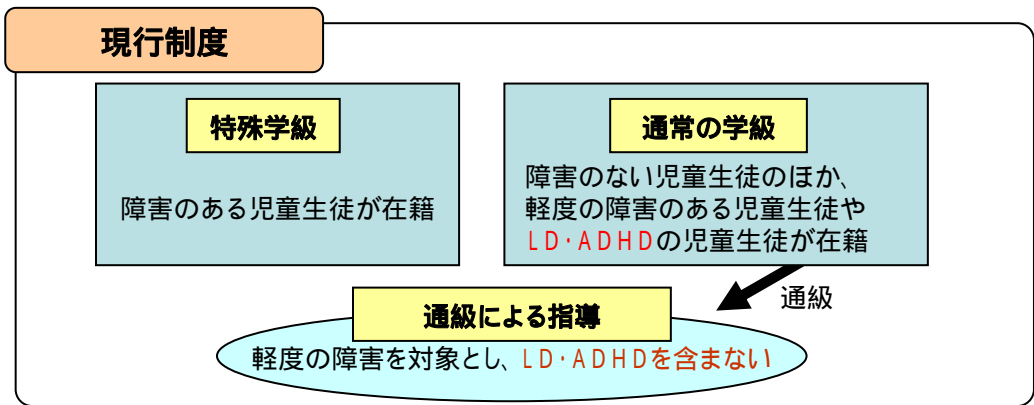 現行制度
特殊学級
障害のある児童生徒が在籍
通常の学級
障害のない児童生徒のほか、
軽度の障害のある児童生徒や
LD・ADHDの児童生徒が在籍
通級
通級による指導
軽度の障害を対象とし、LD・ADHDを含まない